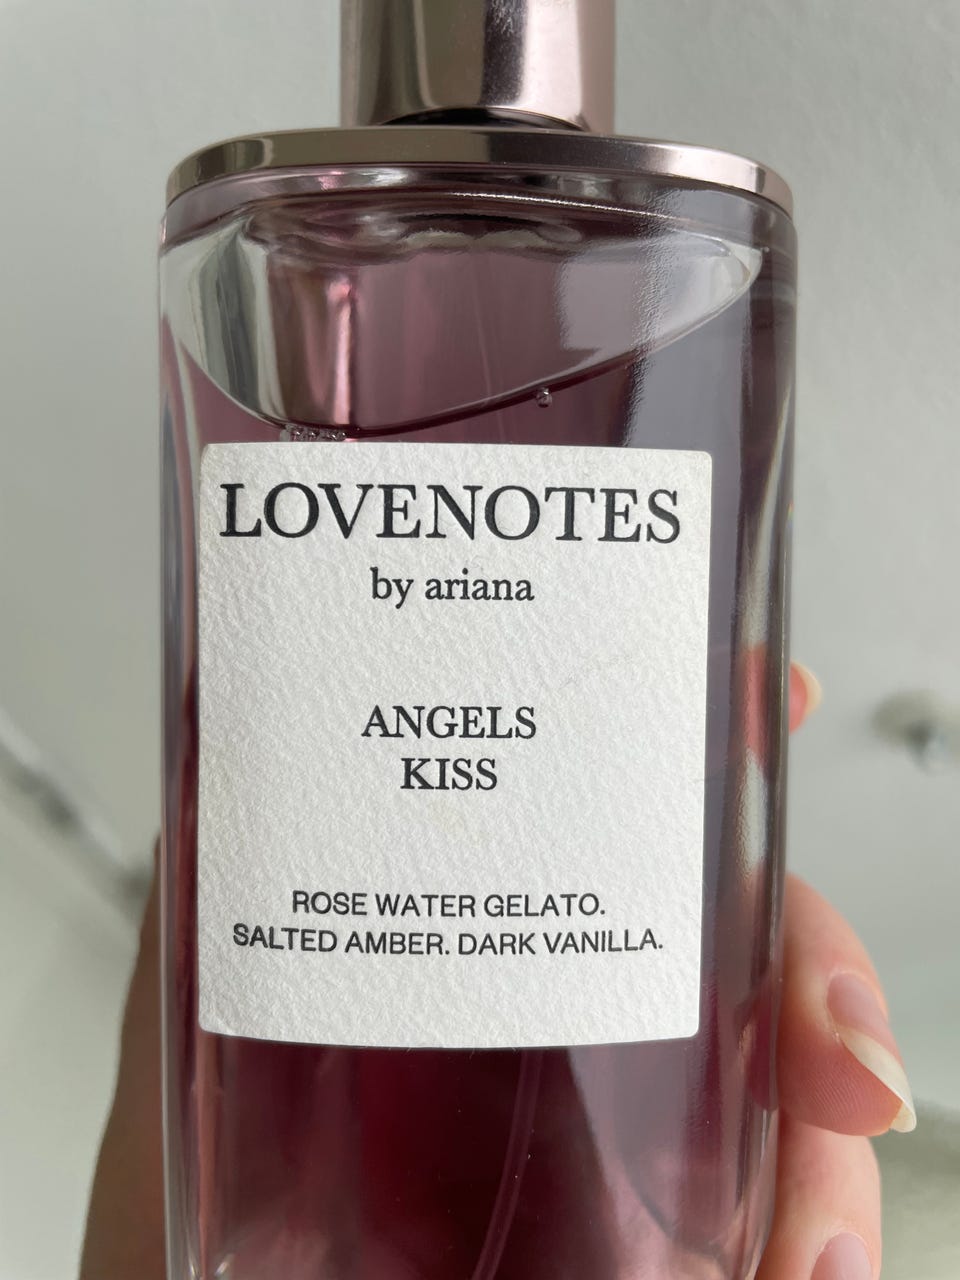 LOVENOTES
by ariana
ANGELS
KISS
ROSE WATER GELATO.
SALTED AMBER. DARK VANILLA.